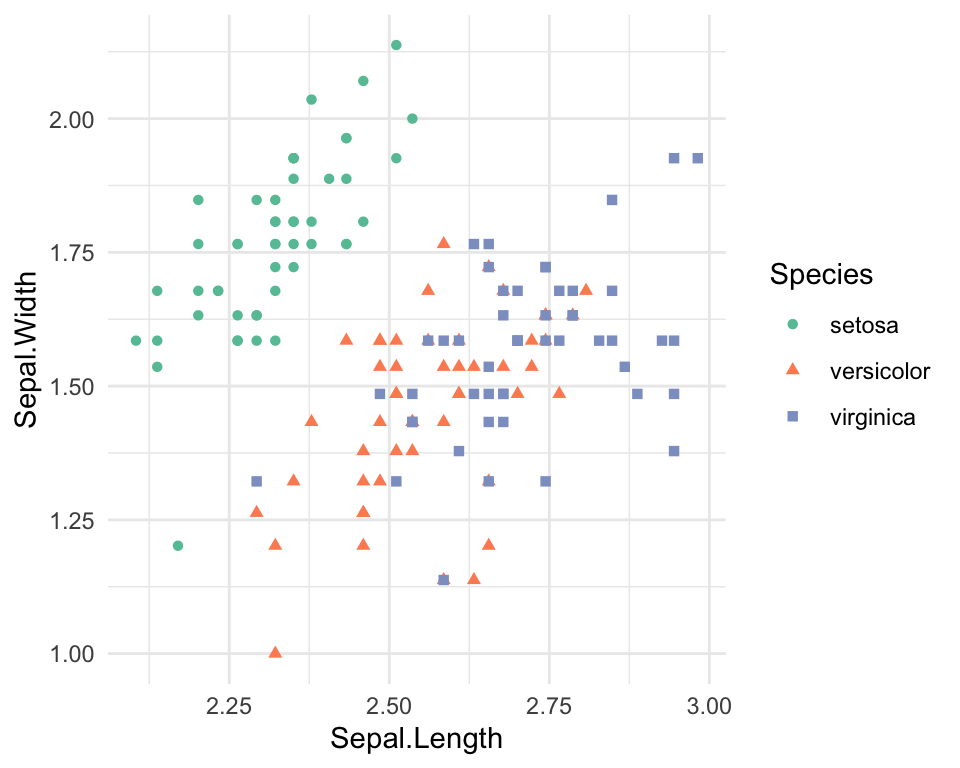 2.00
1.75
1.50
1.25
1.00
Sepal.Width
2.25 2.50 2.75 3.00
Sepal.Length
Species
setosa
versicolor
virginica